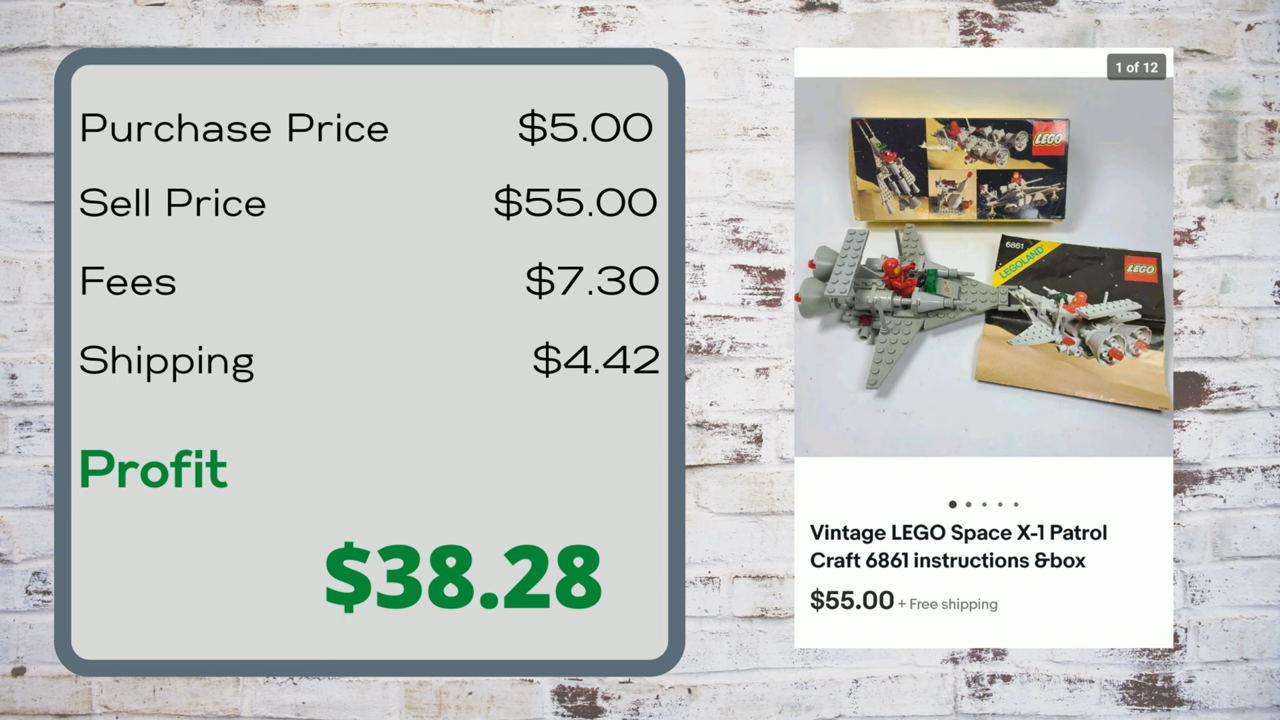 Purchase Price $5.00
Sell Price $55.00
Fees $7.30
Shipping $4.42
Profit
$38.28
1 of 12
LEGO
6861
LEGOLAND
LEGO
Vintage LEGO Space X-1 Patrol
Craft 6861 instructions &box
$55.00 + Free shipping